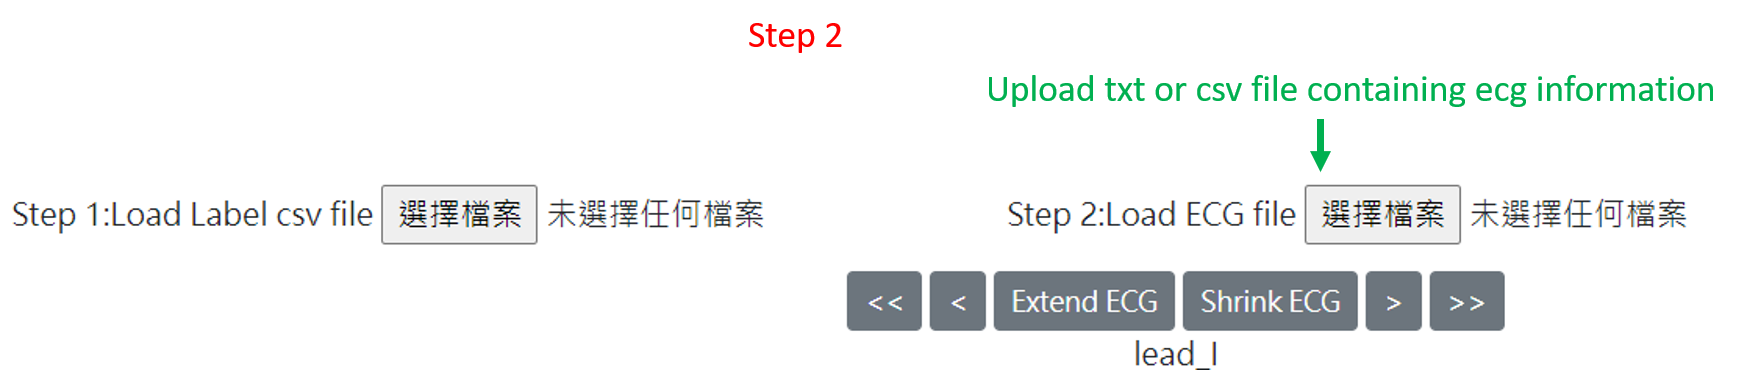 Step 2
Upload txt or csv file containing ecg information
Step 1:Load Label csv file 選擇檔案 未選擇任何檔案
Step 2:Load ECG file 選擇檔案 未選擇任何檔案
<< < Extend ECG Shrink ECG > >>
lead_I